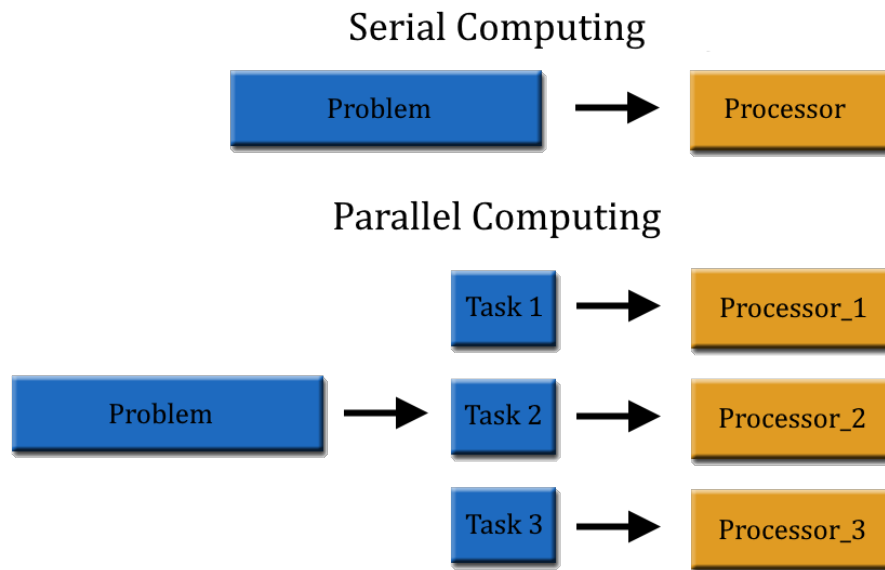 Serial Computing
Problem
Processor
Parallel Computing
Task 1
Processor_1
Problem
Task 2
Processor_2
Task 3
Processor_3